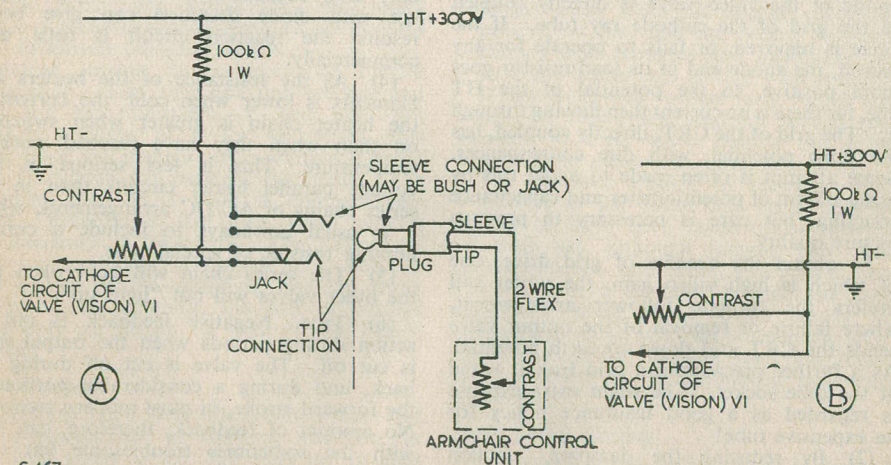 HT+300V
100kΩ
1W
HT-
CONTRAST
TO CATHODE
CIRCUIT OF
VALVE (VISION) V1
JACK
SLEEVE CONNECTION
(MAY BE BUSH OR JACK)
SLEEVE
TIP
PLUG
2 WIRE
FLEX
TIP
CONNECTION
CONTRAST
ARMCHAIR CONTROL
UNIT
A
HT+300V
100kΩ
1W
HT-
CONTRAST
TO CATHODE
CIRCUIT OF
VALVE (VISION) V1
B